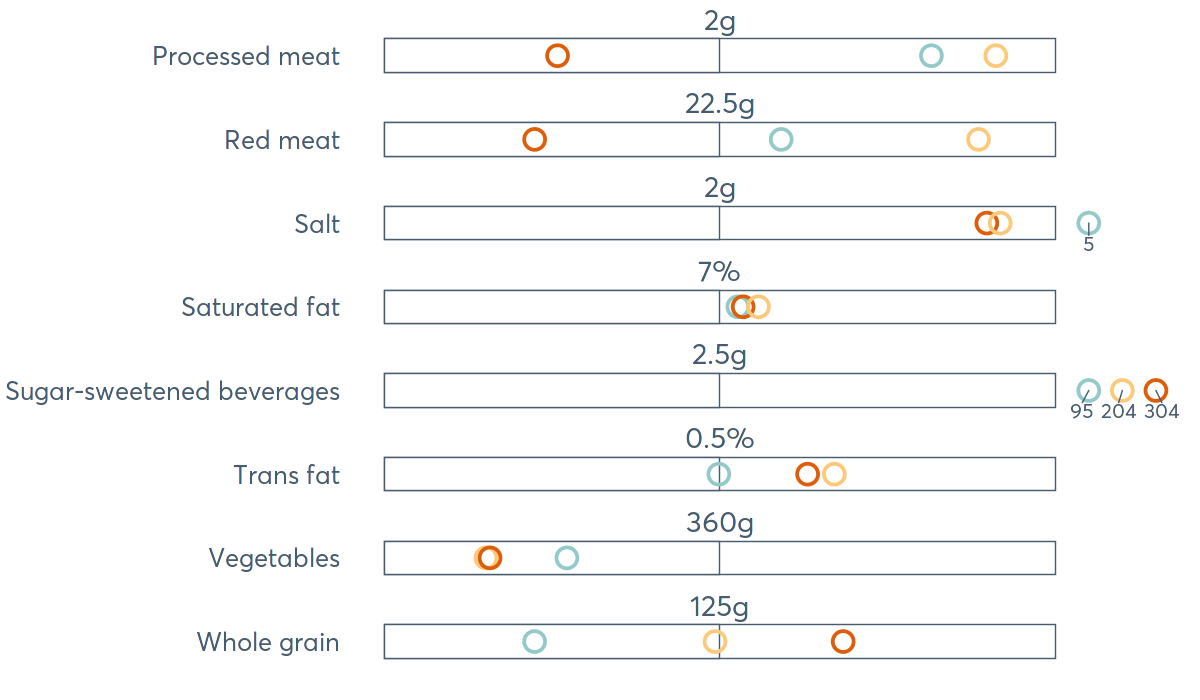 2g
Processed meat
22.5g
Red meat
2g
Salt
5
7%
Saturated fat
2.5g
Sugar-sweetened beverages
95 204 304
0.5%
Trans fat
360g
Vegetables
125g
Whole grain